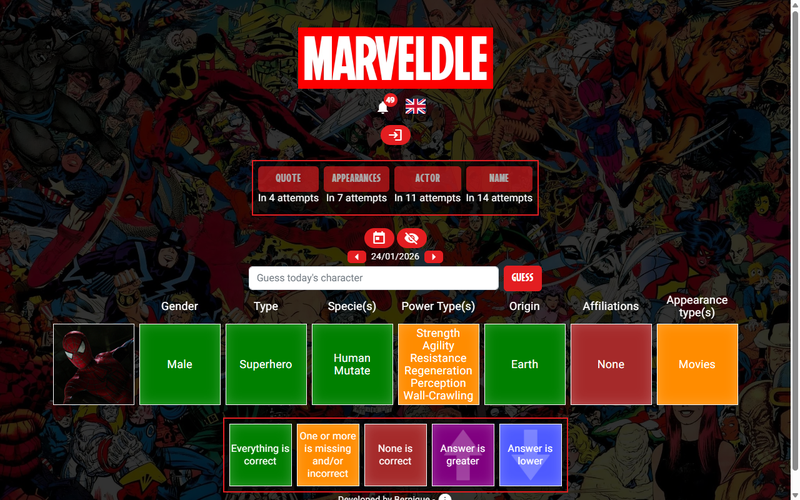 MARVELDLE
49
QUOTE APPEARANCES ACTOR NAME
In 4 attempts In 7 attempts In 11 attempts In 14 attempts
24/01/2026
Guess today's character GUESS
Gender Type Specie(s) Power Type(s) Origin Affiliations Appearance type(s)
Male
Superhero
Human
Mutate
Strength
Agility
Resistance
Regeneration
Perception
Wall-Crawling
Earth
None
Movies
Everything is
correct
One or more
is missing
and/or
incorrect
None is
correct
Answer is
greater
Answer is
lower
Developed by Bernique -